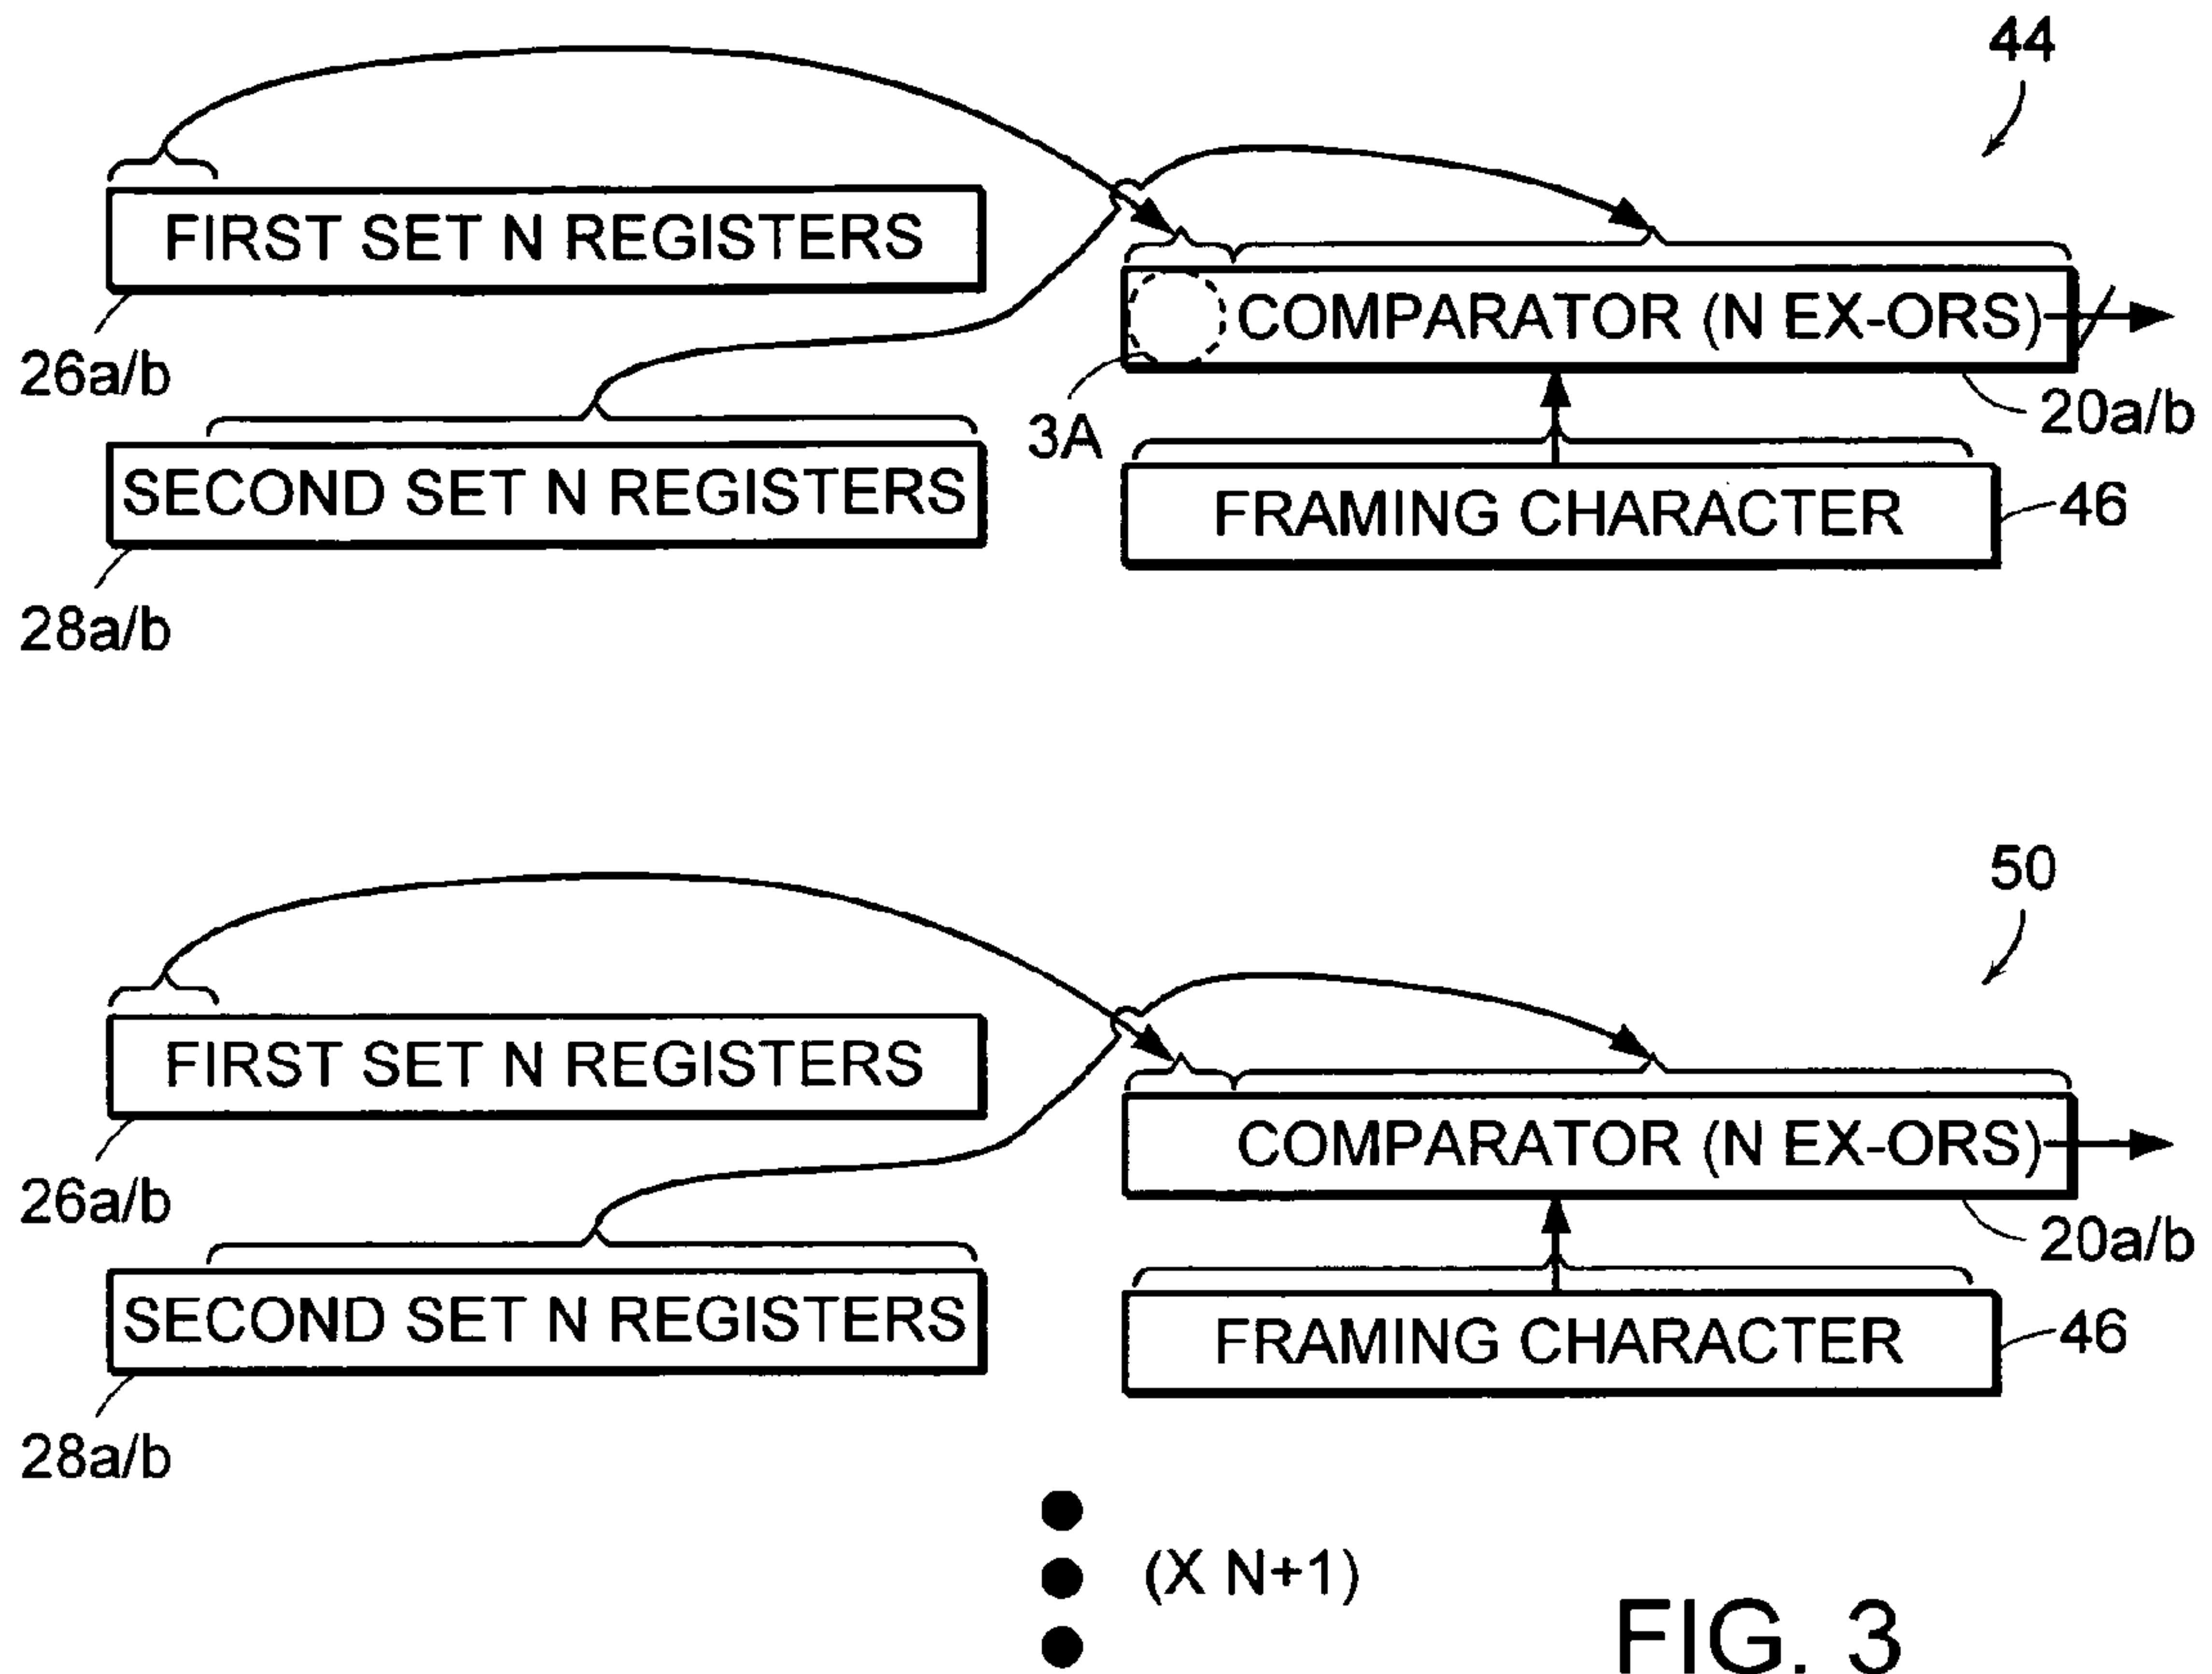 44
FIRST SET N REGISTERS
COMPARATOR (N EX-ORS)
26a/b
3A
20a/b
SECOND SET N REGISTERS
FRAMING CHARACTER
46
28a/b
50
FIRST SET N REGISTERS
COMPARATOR (N EX-ORS)
26a/b
20a/b
SECOND SET N REGISTERS
FRAMING CHARACTER
46
28a/b
(X N+1)
FIG. 3